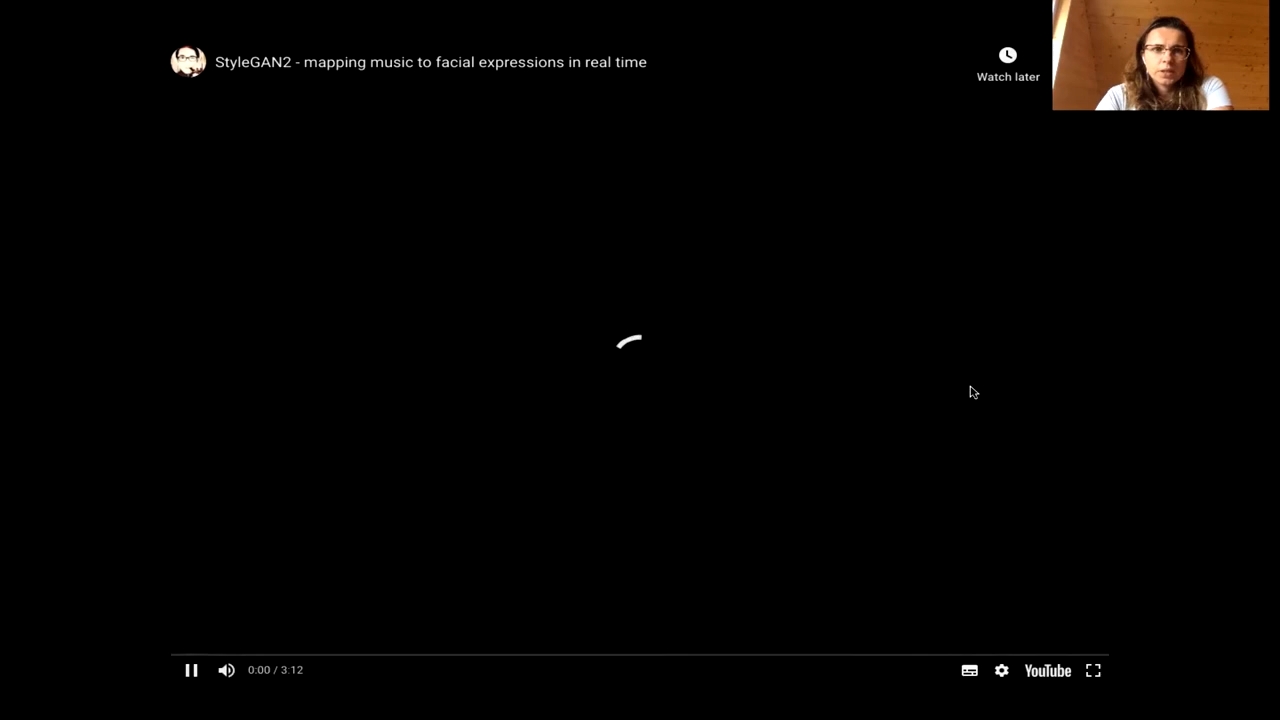 StyleGAN2 - mapping music to facial expressions in real time
Watch later
0:00 / 3:12
YouTube